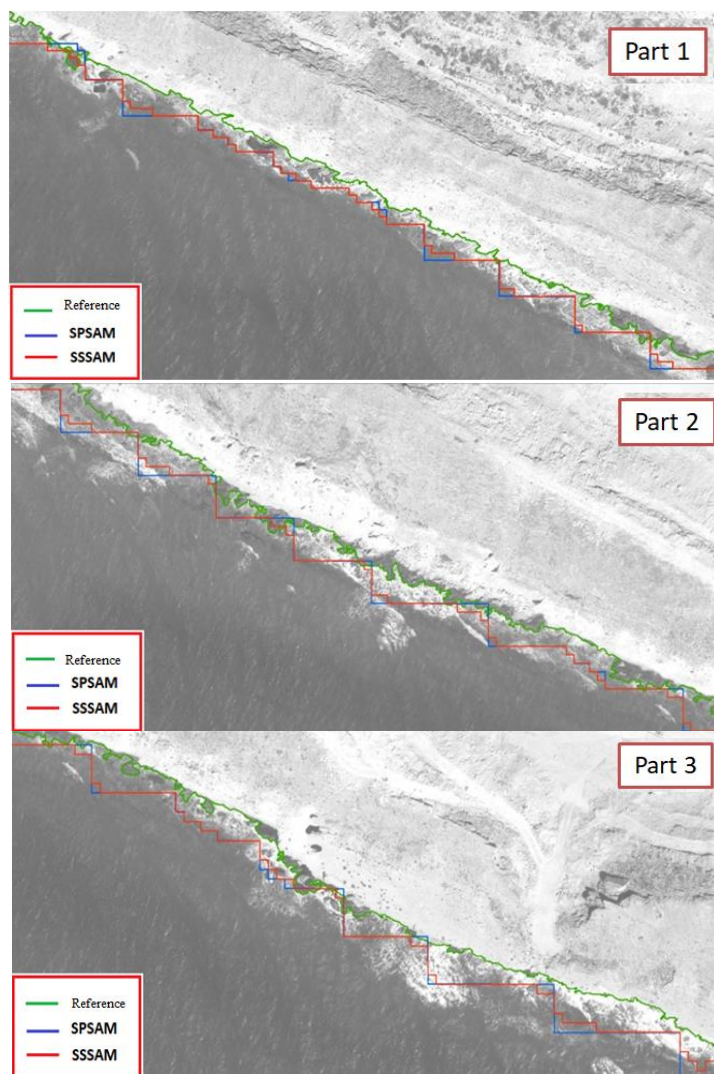 Part 1
Reference
SPSAM
SSSAM
Part 2
Reference
SPSAM
SSSAM
Part 3
Reference
SPSAM
SSSAM